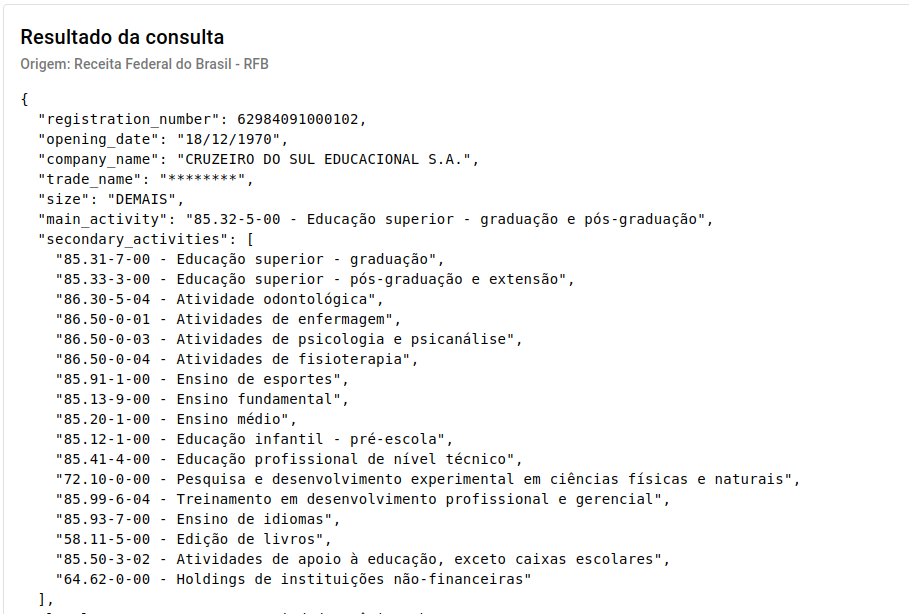 Resultado da consulta
Origem: Receita Federal do Brasil - RFB
{
"registration_number": 62984091000102,
"opening_date": "18/12/1970",
"company_name": "CRUZEIRO DO SUL EDUCACIONAL S.A.",
"trade_name": "********",
"size": "DEMAIS",
"main_activity": "85.32-5-00 - Educação superior - graduação e pós-graduação",
"secondary_activities": [
"85.31-7-00 - Educação superior - graduação",
"85.33-3-00 - Educação superior - pós-graduação e extensão",
"86.30-5-04 - Atividade odontológica",
"86.50-0-01 - Atividades de enfermagem",
"86.50-0-03 - Atividades de psicologia e psicanálise",
"86.50-0-04 - Atividades de fisioterapia",
"85.91-1-00 - Ensino de esportes",
"85.13-9-00 - Ensino fundamental",
"85.20-1-00 - Ensino médio",
"85.12-1-00 - Educação infantil - pré-escola",
"85.41-4-00 - Educação profissional de nível técnico",
"72.10-0-00 - Pesquisa e desenvolvimento experimental em ciências físicas e naturais",
"85.99-6-04 - Treinamento em desenvolvimento profissional e gerencial",
"85.93-7-00 - Ensino de idiomas",
"58.11-5-00 - Edição de livros",
"85.50-3-02 - Atividades de apoio à educação, exceto caixas escolares",
"64.62-0-00 - Holdings de instituições não-financeiras"
],